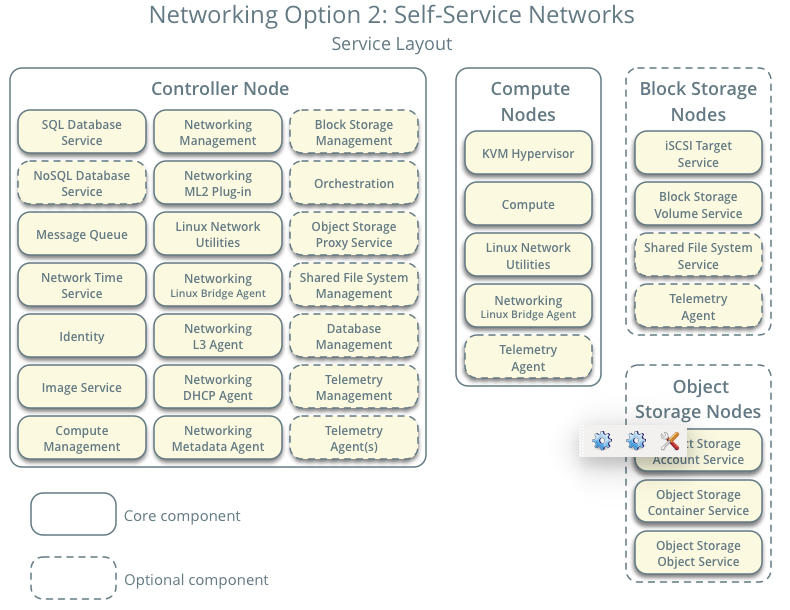 Networking Option 2: Self-Service Networks
Service Layout
Controller Node
SQL Database
Service
Networking
Management
Block Storage
Management
NoSQL Database
Service
Networking
ML2 Plug-in
Orchestration
Message Queue
Linux Network
Utilities
Object Storage
Proxy Service
Network Time
Service
Networking
Linux Bridge Agent
Shared File System
Management
Identity
Networking
L3 Agent
Database
Management
Image Service
Networking
DHCP Agent
Telemetry
Management
Compute
Management
Networking
Metadata Agent
Telemetry
Agent(s)
Compute
Nodes
KVM Hypervisor
Compute
Linux Network
Utilities
Networking
Linux Bridge Agent
Telemetry
Agent
Block Storage
Nodes
iSCSI Target
Service
Block Storage
Volume Service
Shared File System
Service
Telemetry
Agent
Object
Storage Nodes
Storage
Account Service
Object Storage
Container Service
Object Storage
Object Service
Core component
Optional component